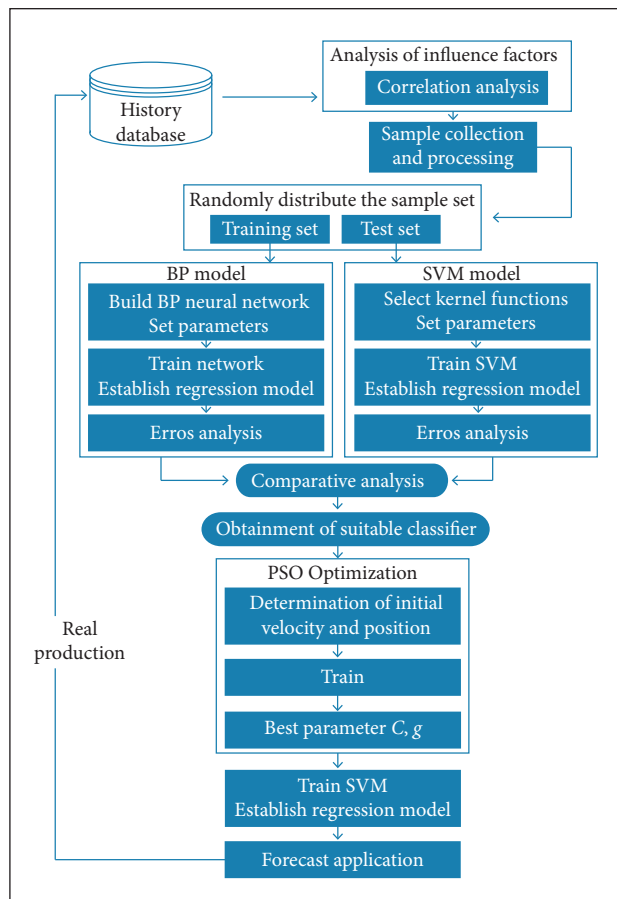 Analysis of influence factors
Correlation analysis
History
database
Sample collection
and processing
Randomly distribute the sample set
Training set
Test set
BP model
Build BP neural network
Set parameters
Train network
Establish regression model
Erros analysis
SVM model
Select kernel functions
Set parameters
Train SVM
Establish regression model
Erros analysis
Comparative analysis
Obtainment of suitable classifier
PSO Optimization
Determination of initial
velocity and position
Train
Best parameter C, g
Real
production
Train SVM
Establish regression model
Forecast application